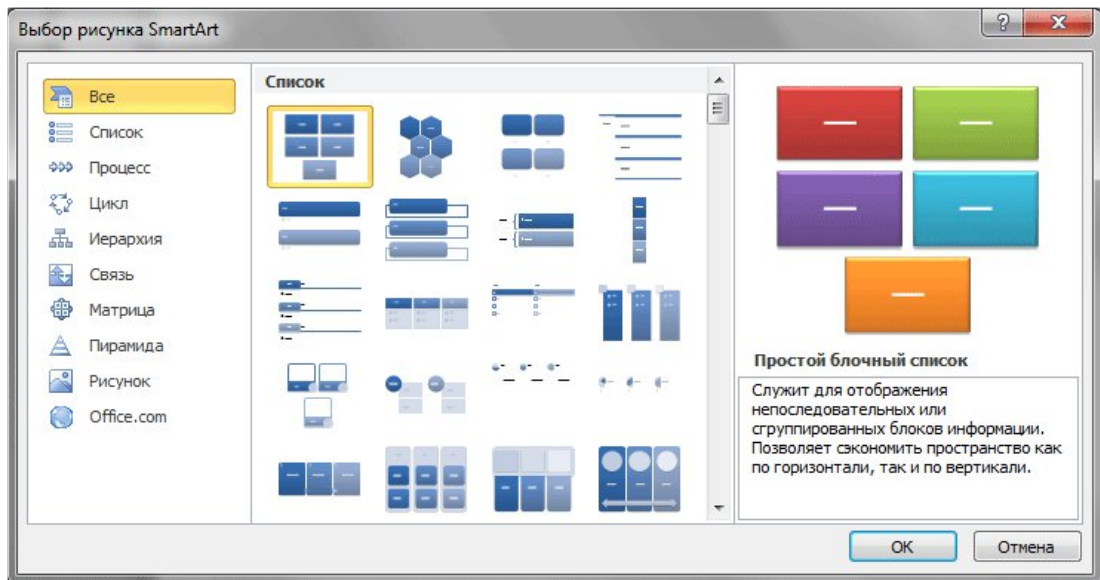 Выбор рисунка SmartArt
Все
Список
Процесс
Цикл
Иерархия
Связь
Матрица
Пирамида
Рисунок
Office.com
Список
Простой блочный список
Служит для отображения
непоследовательных или
сгруппированных блоков информации.
Позволяет сэкономить пространство как
по горизонтали, так и по вертикали.
ОК
Отмена